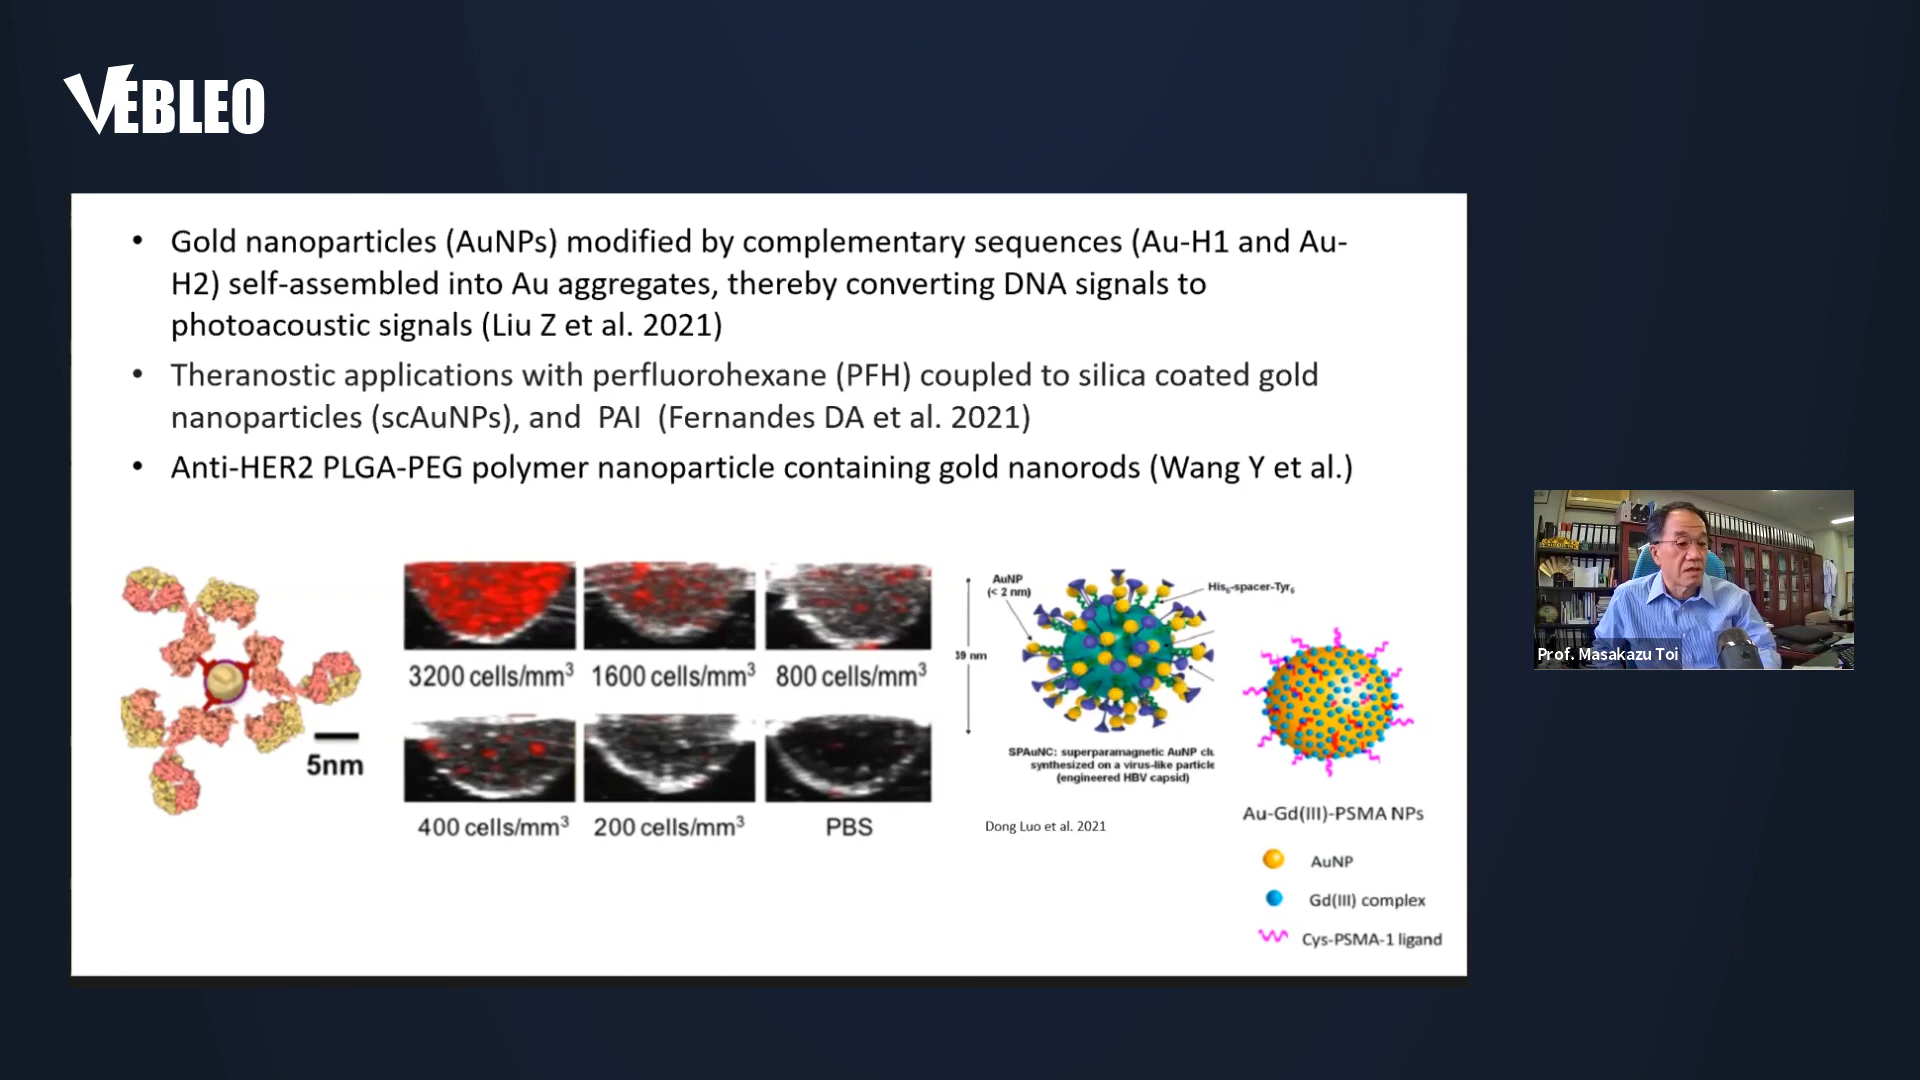 VEBLEO
• Gold nanoparticles (AuNPs) modified by complementary sequences (Au-H1 and Au-
H2) self-assembled into Au aggregates, thereby converting DNA signals to
photoacoustic signals (Liu Z et al. 2021)
• Theranostic applications with perfluorohexane (PFH) coupled to silica coated gold
nanoparticles (scAuNPs), and PAI (Fernandes DA et al. 2021)
• Anti-HER2 PLGA-PEG polymer nanoparticle containing gold nanorods (Wang Y et al.)
5nm
3200 cells/mm³ 1600 cells/mm³ 800 cells/mm³
400 cells/mm³ 200 cells/mm³ PBS
AuNP
(< 2 nm)
His₆-spacer-Tyr₆
39 nm
SPAuNC: superparamagnetic AuNP clu
synthesized on a virus-like particle
(engineered HBV capsid)
Dong Luo et al. 2021
Au-Gd(III)-PSMA NPs
AuNP
Gd(III) complex
Cys-PSMA-1 ligand
Prof. Masakazu Toi